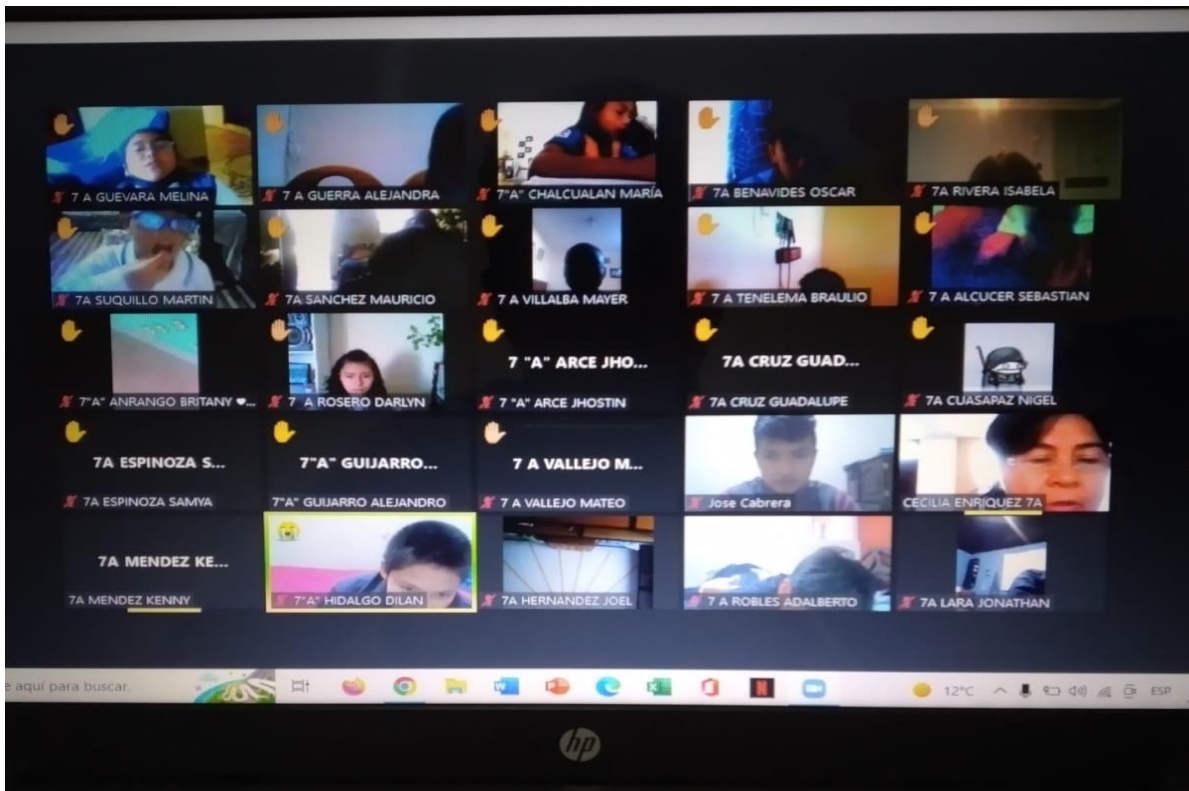 7 A GUEVARA MELINA
7 A GUERRA ALEJANDRA
7"A" CHALCUALAN MARÍA
7A BENAVIDES OSCAR
7A RIVERA ISABELA
7A SUQUILLO MARTIN
7A SANCHEZ MAURICIO
7 A VILLALBA MAYER
7 A TENELEMA BRAULIO
7 A ALCUCER SEBASTIAN
7 "A" ARCE JHO...
7A CRUZ GUAD...
7"A" ANRANGO BRITANY ♥...
7 A ROSERO DARLYN
7 "A" ARCE JHOSTIN
7A CRUZ GUADALUPE
7A CUASAPAZ NIGEL
7A ESPINOZA S...
7"A" GUIJARRO...
7 A VALLEJO M...
7A ESPINOZA SAMYA
7"A" GUIJARRO ALEJANDRO
7 A VALLEJO MATEO
Jose Cabrera
CECILIA ENRÍQUEZ 7A
7A MENDEZ KE...
7A MENDEZ KENNY
7"A" HIDALGO DILAN
7A HERNANDEZ JOEL
7 A ROBLES ADALBERTO
7A LARA JONATHAN
e aquí para buscar.
12°C
ESP
hp